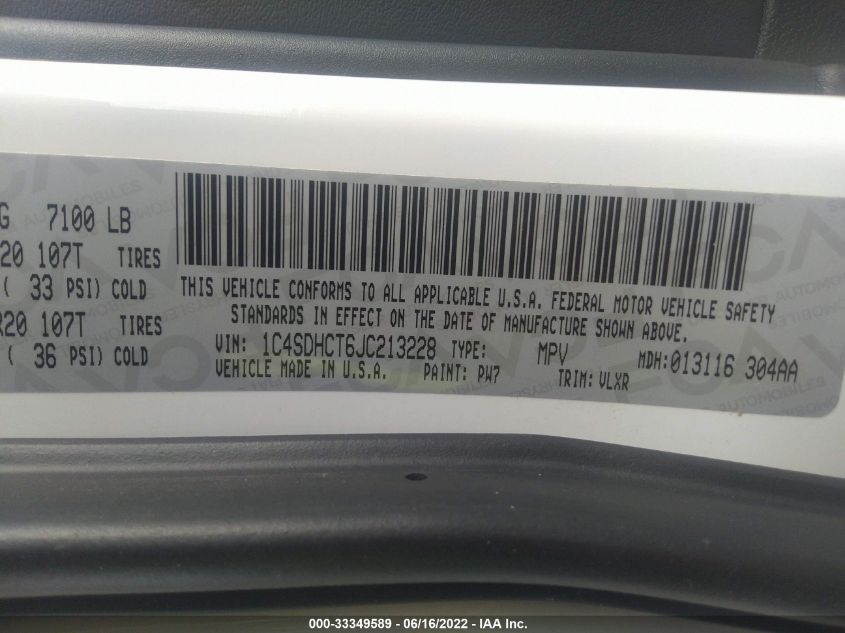 G 7100 LB
20 107T TIRES
( 33 PSI) COLD
R20 107T TIRES
( 36 PSI) COLD
THIS VEHICLE CONFORMS TO ALL APPLICABLE U.S.A. FEDERAL MOTOR VEHICLE SAFETY
STANDARDS IN EFFECT ON THE DATE OF MANUFACTURE SHOWN ABOVE.
VIN: 1C4SDHCT6JC213228 TYPE: MPV MDH:013116 304AA
VEHICLE MADE IN U.S.A. PAINT: PW7 TRIM: VLXR
000-33349589 - 06/16/2022 - IAA Inc.